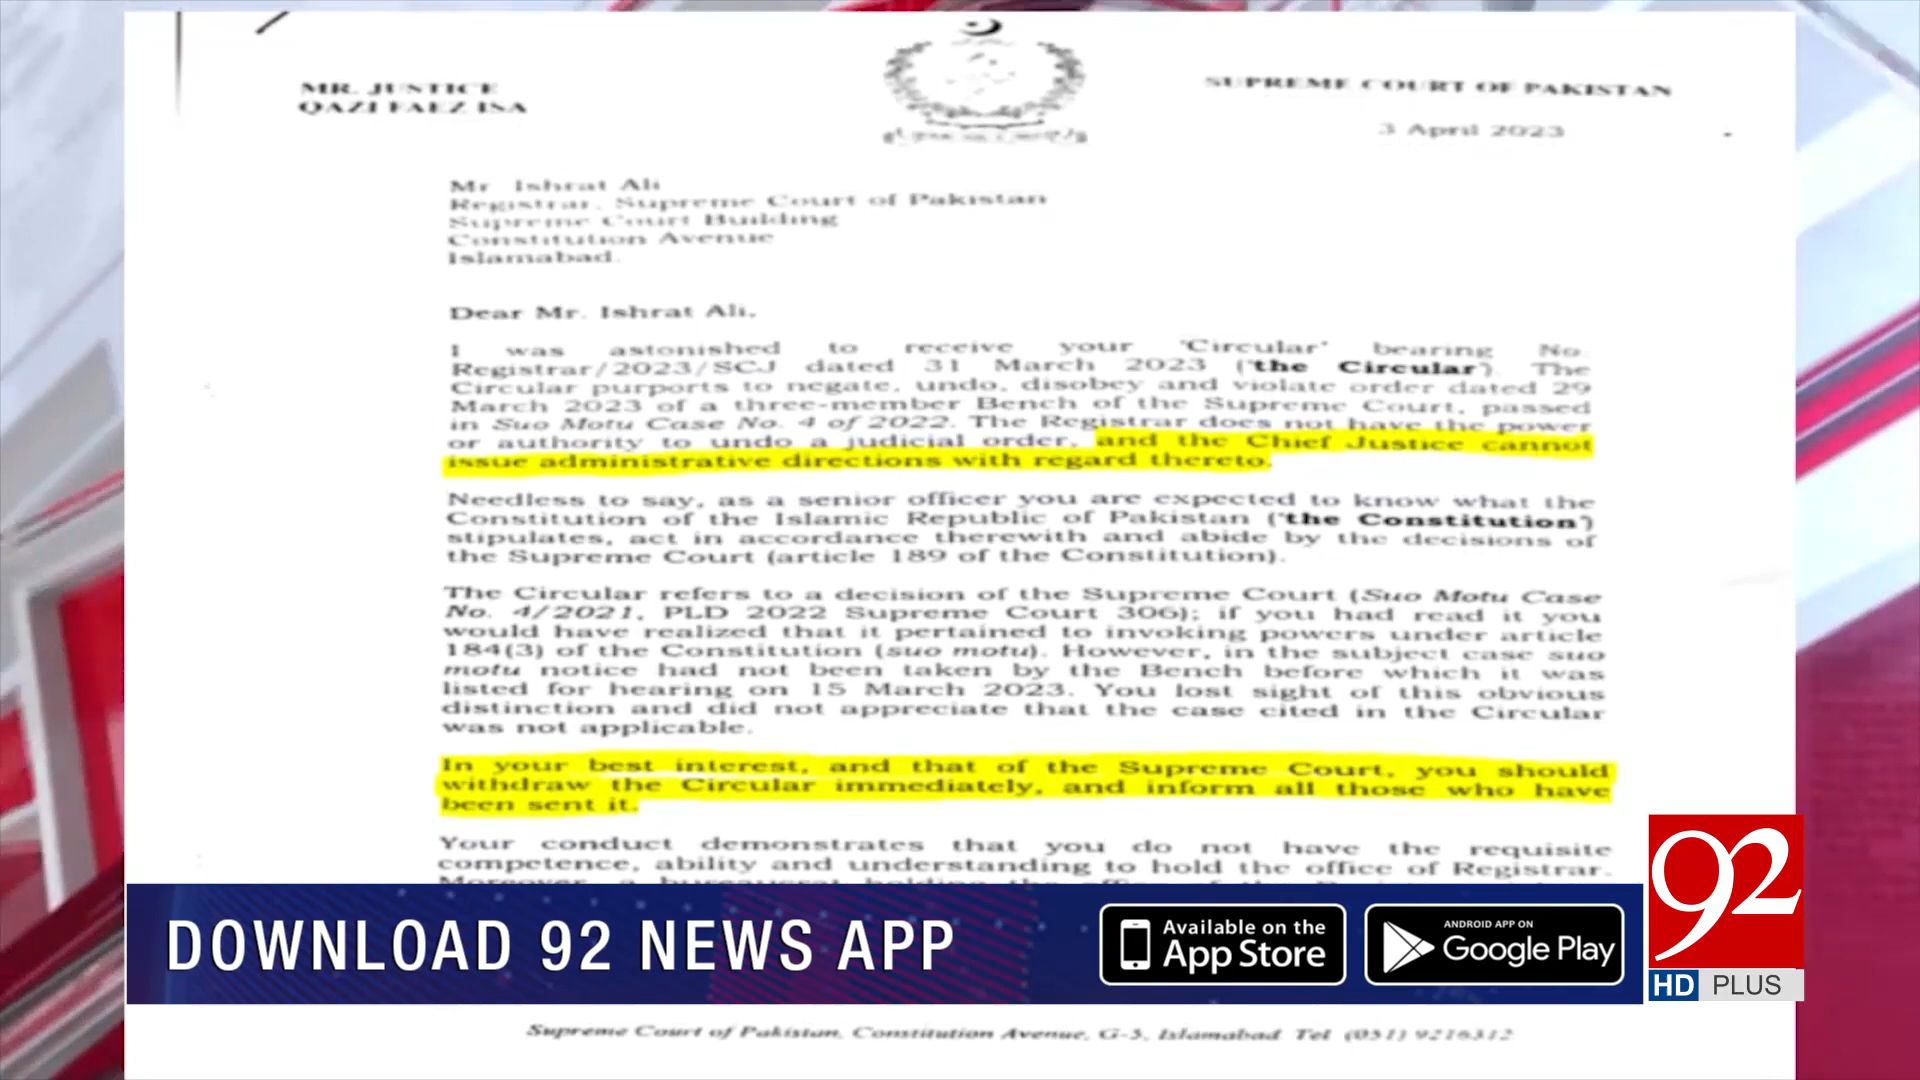 MR. JUSTICE
QAZI FAEZ ISA
SUPREME COURT OF PAKISTAN
3 April 2023
Mr. Ishrat Ali
Registrar, Supreme Court of Pakistan
Supreme Court Building
Constitution Avenue
Islamabad.
Dear Mr. Ishrat Ali,
I was astonished to receive your 'Circular' bearing No.
Registrar/2023/SCJ dated 31 March 2023 ('the Circular'). The
Circular purports to negate, undo, disobey and violate order dated 29
March 2023 of a three-member Bench of the Supreme Court, passed
in Suo Motu Case No. 4 of 2022. The Registrar does not have the power
or authority to undo a judicial order, and the Chief Justice cannot
issue administrative directions with regard thereto.
Needless to say, as a senior officer you are expected to know what the
Constitution of the Islamic Republic of Pakistan ('the Constitution')
stipulates, act in accordance therewith and abide by the decisions of
the Supreme Court (article 189 of the Constitution).
The Circular refers to a decision of the Supreme Court (Suo Motu Case
No. 4/2021, PLD 2022 Supreme Court 306); if you had read it you
would have realized that it pertained to invoking powers under article
184(3) of the Constitution (suo motu). However, in the subject case suo
motu notice had not been taken by the Bench before which it was
listed for hearing on 15 March 2023. You lost sight of this obvious
distinction and did not appreciate that the case cited in the Circular
was not applicable.
In your best interest, and that of the Supreme Court, you should
withdraw the Circular immediately, and inform all those who have
been sent it.
Your conduct demonstrates that you do not have the requisite
competence, ability and understanding to hold the office of Registrar.
DOWNLOAD 92 NEWS APP
Available on the
App Store
ANDROID APP ON
Google Play
92
HD PLUS
Supreme Court of Pakistan, Constitution Avenue, G-5, Islamabad. Tel (051) 9216312